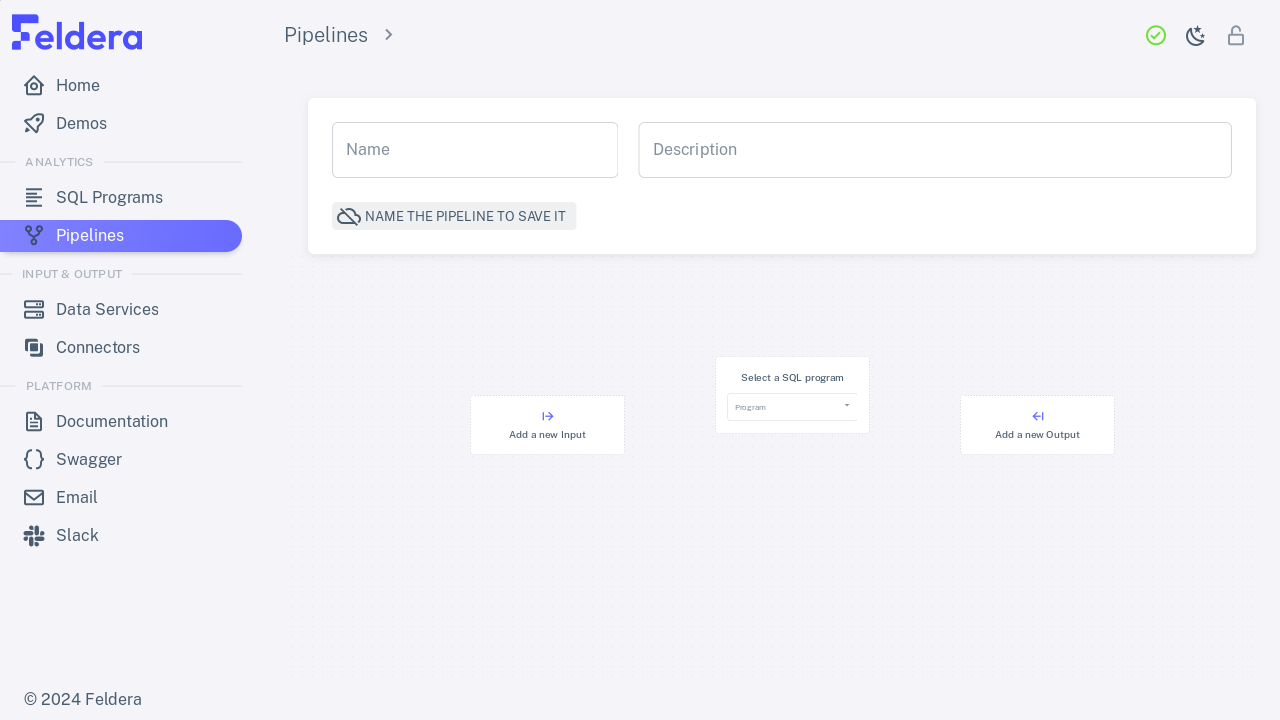 Feldera
Home
Demos
ANALYTICS
SQL Programs
Pipelines
INPUT & OUTPUT
Data Services
Connectors
PLATFORM
Documentation
Swagger
Email
Slack
© 2024 Feldera
Pipelines
Name
Description
NAME THE PIPELINE TO SAVE IT
Add a new Input
Select a SQL program
Program
Add a new Output